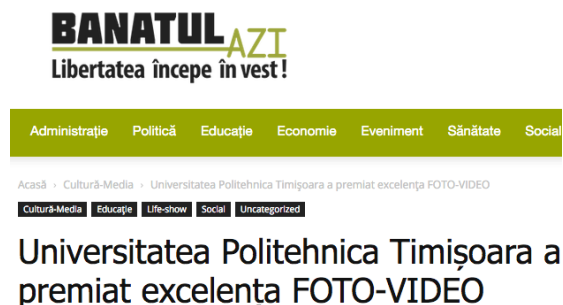 BANATUL AZI
Libertatea începe în vest!
Administrație Politică Educație Economie Eveniment Sănătate Social
Acasă › Cultură-Media › Universitatea Politehnica Timișoara a premiat excelența FOTO-VIDEO
Cultură-Media Educație Life-show Social Uncategorized
Universitatea Politehnica Timișoara a
premiat excelența FOTO-VIDEO